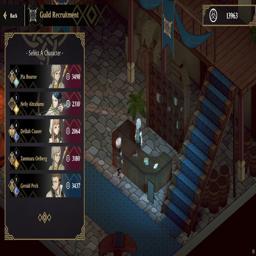 Back
Guild Recruitment
13963
- Select A Character -
Pia Bourne
3498
Nelly Abrahams
2310
Delilah Cruset
2064
Tammara Oelberg
3180
Gerald Peck
3437